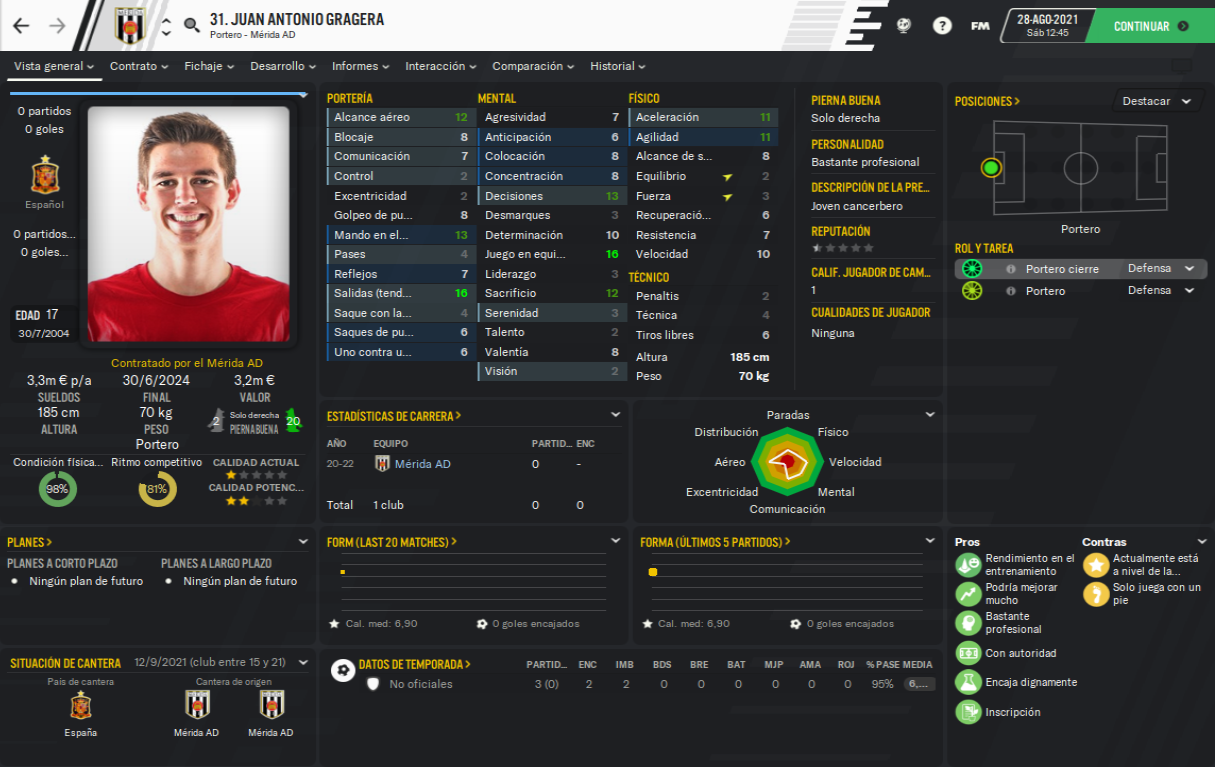 31. JUAN ANTONIO GRAGERA
Portero - Mérida AD
?
FM
28-AGO-2021
Sáb 12:45
CONTINUAR
Vista general
Contrato
Fichaje
Desarrollo
Informes
Interacción
Comparación
Historial
0 partidos
0 goles
Español
0 partidos...
0 goles...
EDAD 17
30/7/2004
Contratado por el Mérida AD
3,3m € p/a
SUELDOS
30/6/2024
FINAL
3,2m €
VALOR
185 cm
ALTURA
70 kg
PESO
2
Solo derecha
PIERNA BUENA
20
Portero
Condición física...
98%
Ritmo competitivo
81%
CALIDAD ACTUAL
CALIDAD POTENC...
PORTERÍA
Alcance aéreo 12
Blocaje 8
Comunicación 7
Control 2
Excentricidad 2
Golpeo de pu... 8
Mando en el... 13
Pases 4
Reflejos 7
Salidas (tend... 16
Saque con la... 4
Saques de pu... 6
Uno contra u... 6
MENTAL
Agresividad 7
Anticipación 6
Colocación 8
Concentración 8
Decisiones 13
Desmarques 3
Determinación 10
Juego en equi... 16
Liderazgo 3
Sacrificio 12
Serenidad 3
Talento 2
Valentía 8
Visión 2
FÍSICO
Aceleración 11
Agilidad 11
Alcance de s... 8
Equilibrio 2
Fuerza 3
Recuperació... 6
Resistencia 7
Velocidad 10
TÉCNICO
Penaltis 2
Técnica 4
Tiros libres 6
Altura 185 cm
Peso 70 kg
PIERNA BUENA
Solo derecha
PERSONALIDAD
Bastante profesional
DESCRIPCIÓN DE LA PRE...
Joven cancerbero
REPUTACIÓN
CALIF. JUGADOR DE CAM...
1
CUALIDADES DE JUGADOR
Ninguna
POSICIONES >
Destacar
Portero
ROL Y TAREA
Portero cierre Defensa
Portero Defensa
ESTADÍSTICAS DE CARRERA >
AÑO EQUIPO PARTID... ENC
20-22 Mérida AD 0 -
Total 1 club 0 0
Paradas
Físico
Velocidad
Mental
Comunicación
Excentricidad
Aéreo
Distribución
PLANES >
PLANES A CORTO PLAZO
• Ningún plan de futuro
PLANES A LARGO PLAZO
• Ningún plan de futuro
FORM (LAST 20 MATCHES) >
Cal. med: 6,90
0 goles encajados
FORMA (ÚLTIMOS 5 PARTIDOS) >
Cal. med: 6,90
0 goles encajados
Pros
Rendimiento en el
entrenamiento
Podría mejorar
mucho
Bastante
profesional
Con autoridad
Encaja dignamente
Inscripción
Contras
Actualmente está
a nivel de la...
Solo juega con un
pie
SITUACIÓN DE CANTERA 12/9/2021 (club entre 15 y 21)
País de cantera
España
Cantera de origen
Mérida AD
Mérida AD
DATOS DE TEMPORADA > PARTID... ENC IMB BDS BRE BAT MJP AMA ROJ % PASE MEDIA
No oficiales 3 (0) 2 2 0 0 0 0 0 0 95% 6,...